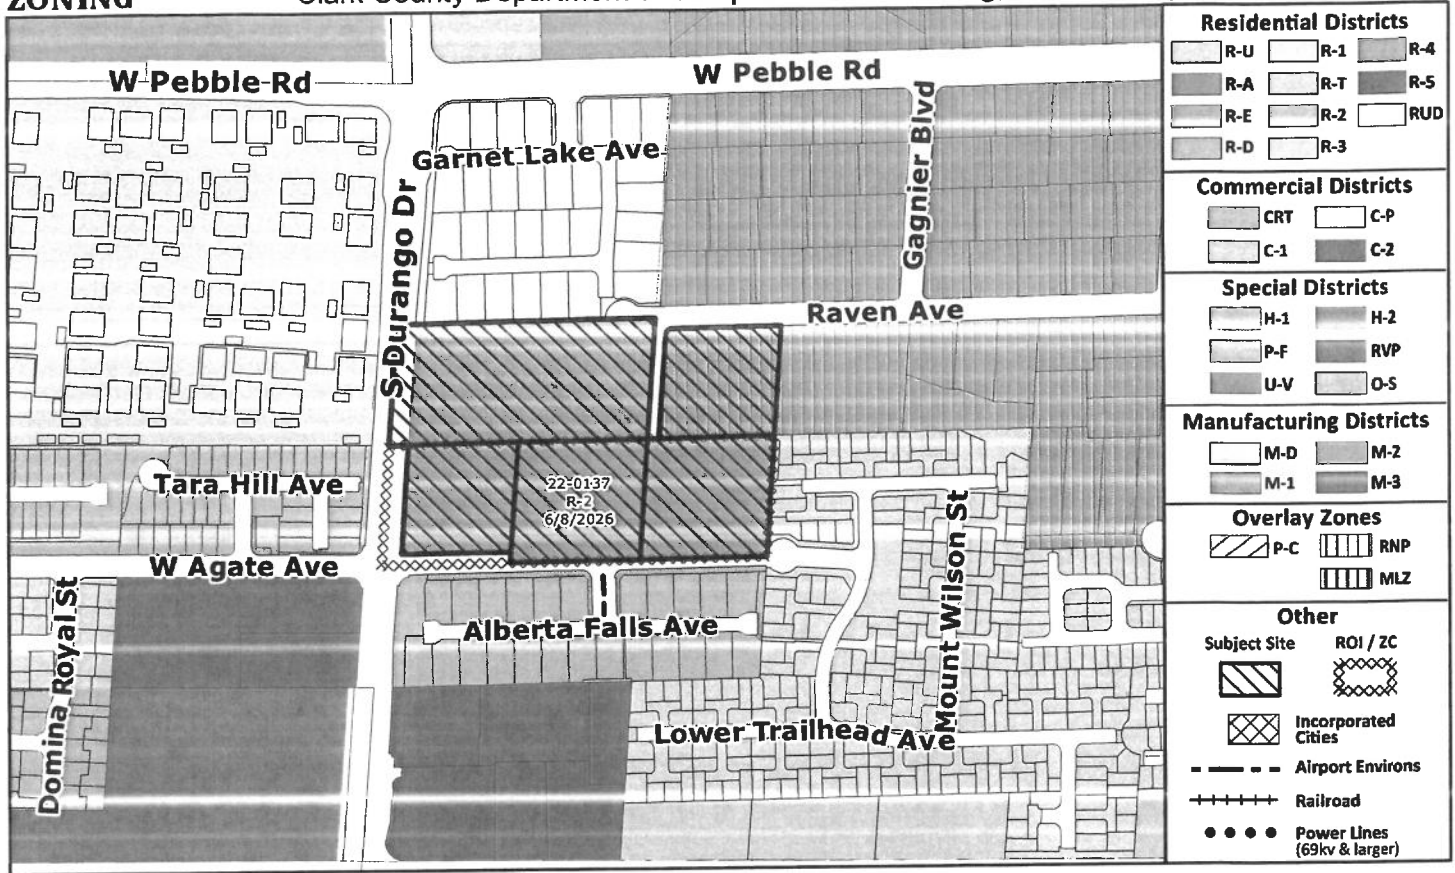 ZONING
Clark County Department
W Pebble Rd
W Pebble Rd
Garnet Lake Ave
S Durango Dr
Gagnier Blvd
Raven Ave
22-0137
R-2
6/8/2026
Tara Hill Ave
W Agate Ave
Mount Wilson St
Domina Royal St
Alberta Falls Ave
Lower Trailhead Ave
Residential Districts
R-U R-1 R-4
R-A R-T R-5
R-E R-2 RUD
R-D R-3
Commercial Districts
CRT C-P
C-1 C-2
Special Districts
H-1 H-2
P-F RVP
U-V O-S
Manufacturing Districts
M-D M-2
M-1 M-3
Overlay Zones
P-C RNP
MLZ
Other
Subject Site ROI / ZC
Incorporated
Cities
Airport Environs
Railroad
Power Lines
(69kv & larger)